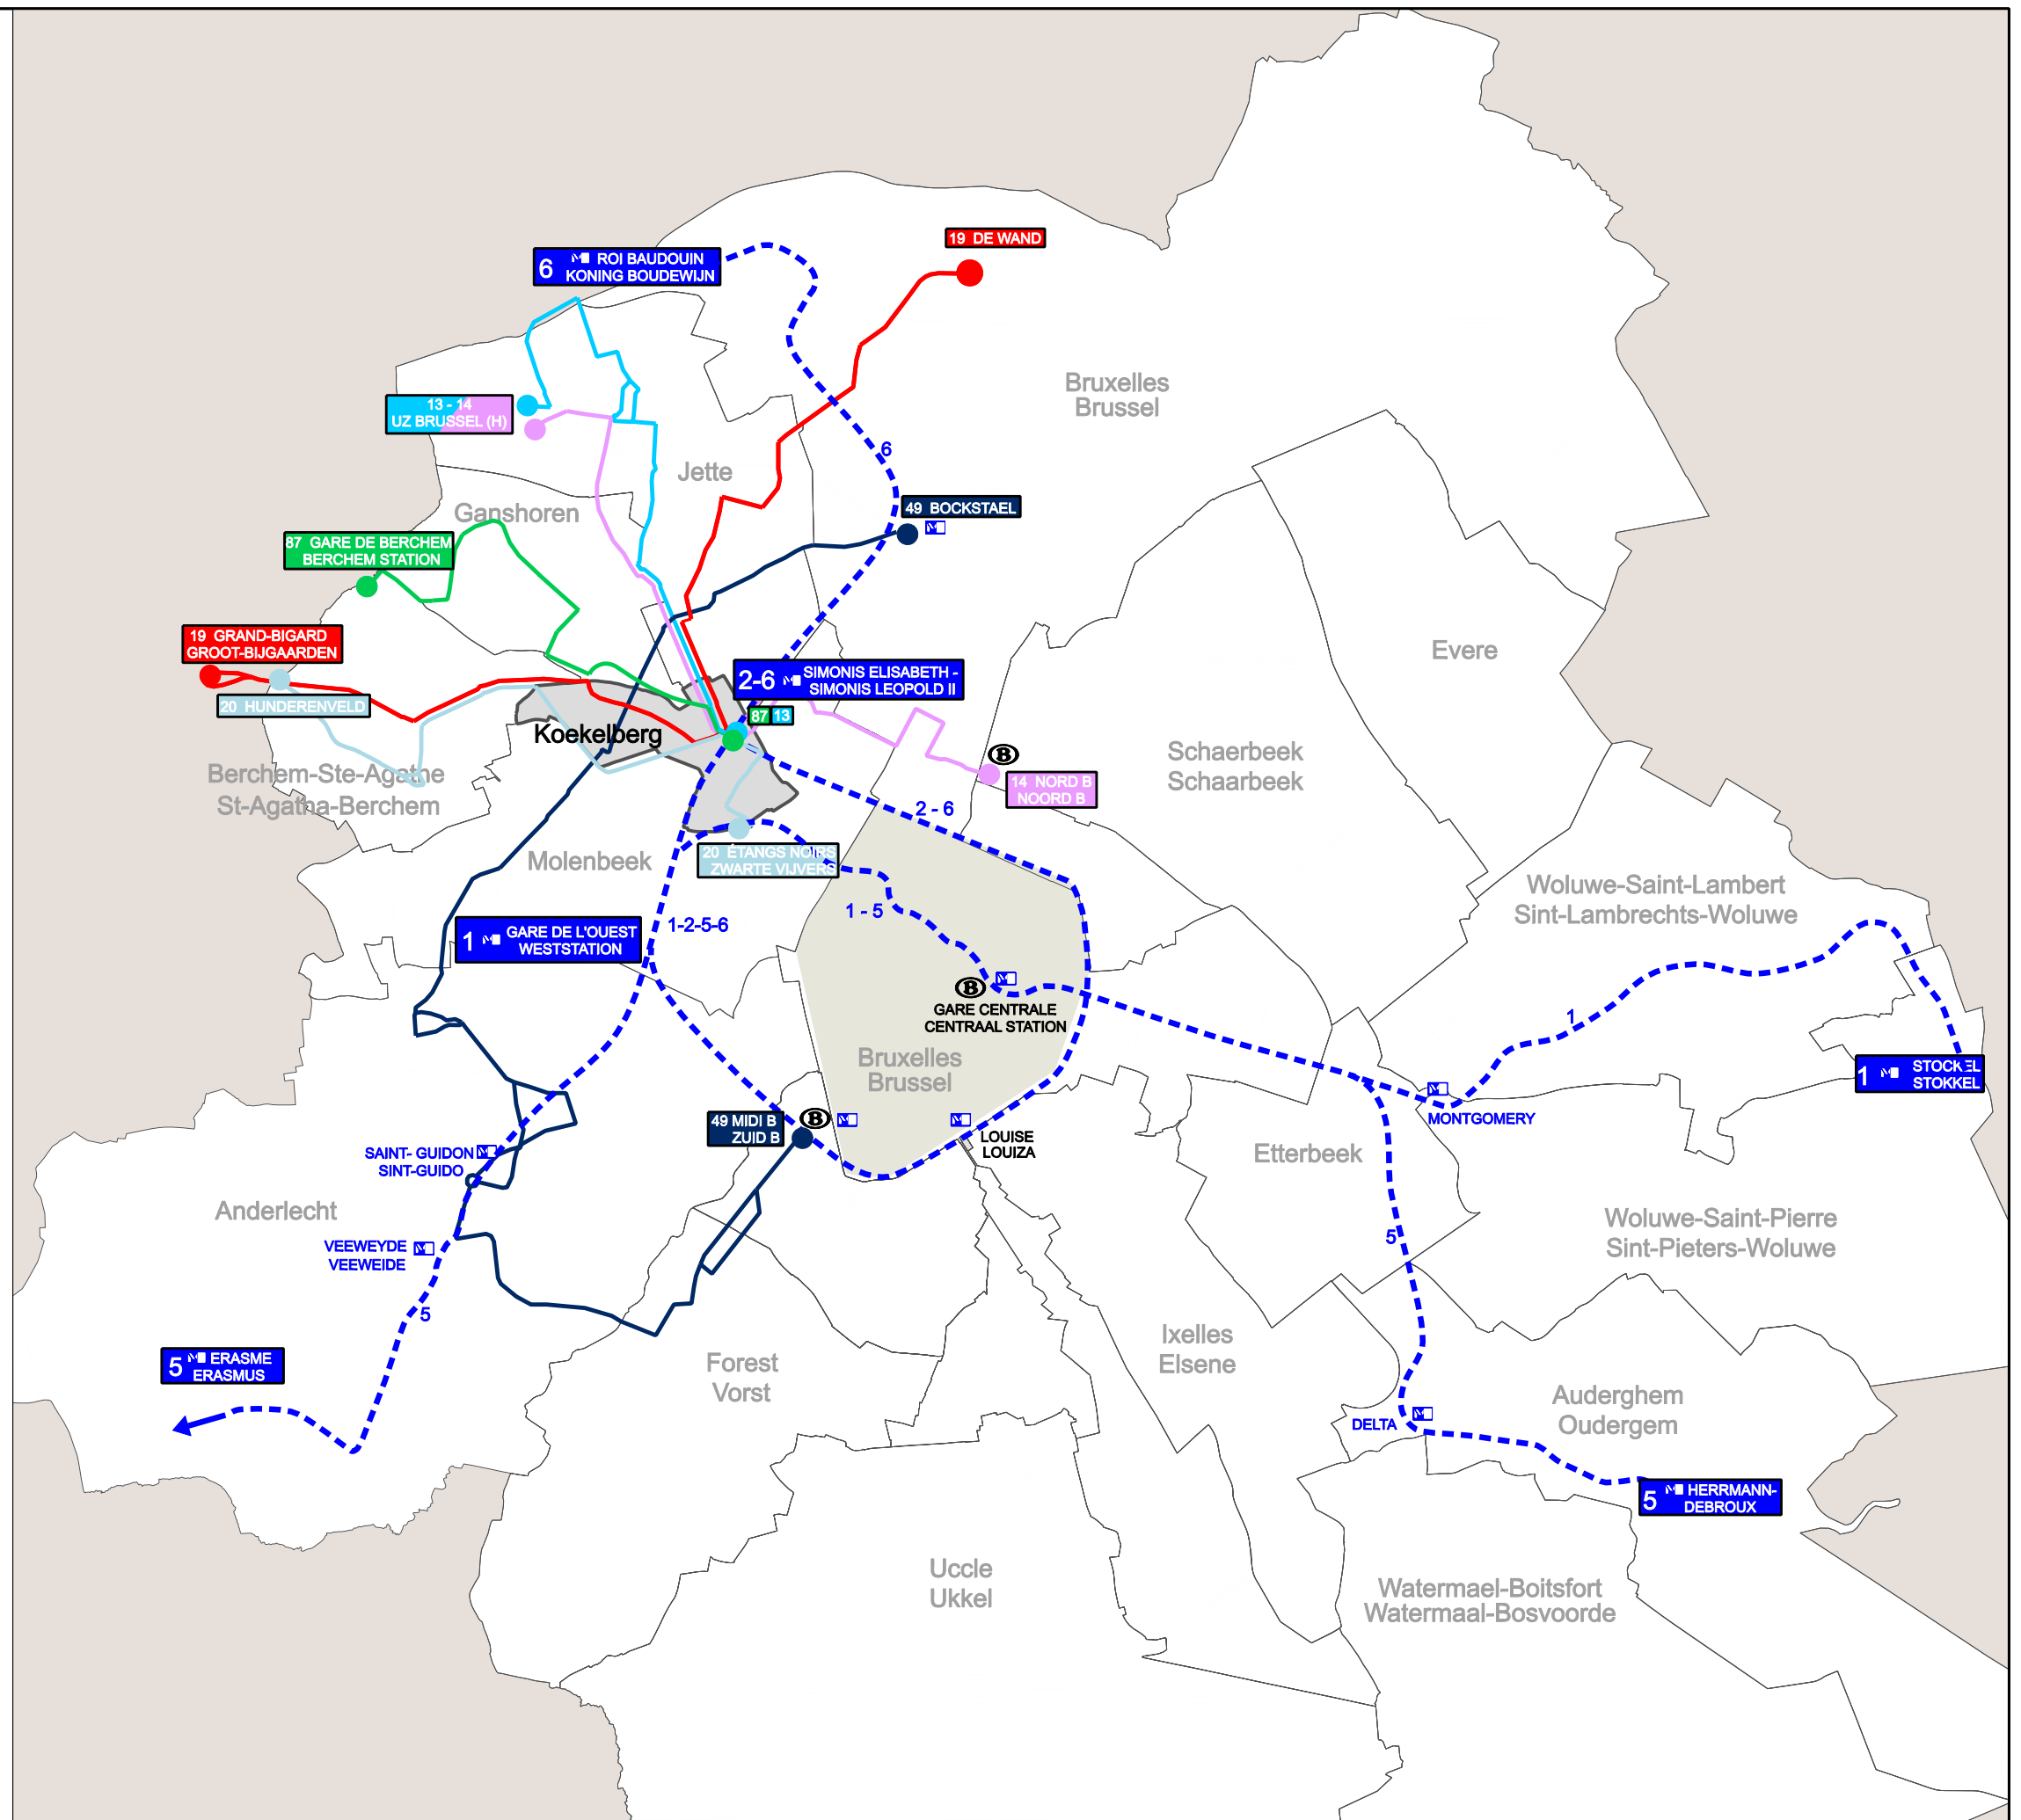 19 DE WAND
6 M ROI BAUDOUIN
KONING BOUDEWIJN
Bruxelles
Brussel
13 - 14
UZ BRUSSEL (H)
6
Jette
49 BOCKSTAEL
M
Ganshoren
87 GARE DE BERCHEM
BERCHEM STATION
19 GRAND-BIGARD
GROOT-BIJGAARDEN
Evere
2-6 M SIMONIS ELISABETH -
SIMONIS LEOPOLD II
20 HUNDERENVELD
87 13
Koekelberg
B
Schaerbeek
Schaarbeek
Berchem-Ste-Agathe
St-Agatha-Berchem
14 NORD B
NOORD B
2 - 6
Molenbeek
20 ÉTANGS NOIRS
ZWARTE VIJVERS
Woluwe-Saint-Lambert
Sint-Lambrechts-Woluwe
1 - 5
1-2-5-6
1 M GARE DE L'OUEST
WESTSTATION
M
B
GARE CENTRALE
CENTRAAL STATION
1
Bruxelles
Brussel
1 M STOCKEL
STOKKEL
M
MONTGOMERY
49 MIDI B
ZUID B
B M
M
LOUISE
LOUIZA
SAINT- GUIDON M
SINT-GUIDO
Etterbeek
Anderlecht
Woluwe-Saint-Pierre
Sint-Pieters-Woluwe
5
VEEWEYDE M
VEEWEIDE
5
Ixelles
Elsene
5 M ERASME
ERASMUS
Forest
Vorst
Auderghem
Oudergem
M
DELTA
5 M HERRMANN-
DEBROUX
Uccle
Ukkel
Watermael-Boitsfort
Watermaal-Bosvoorde